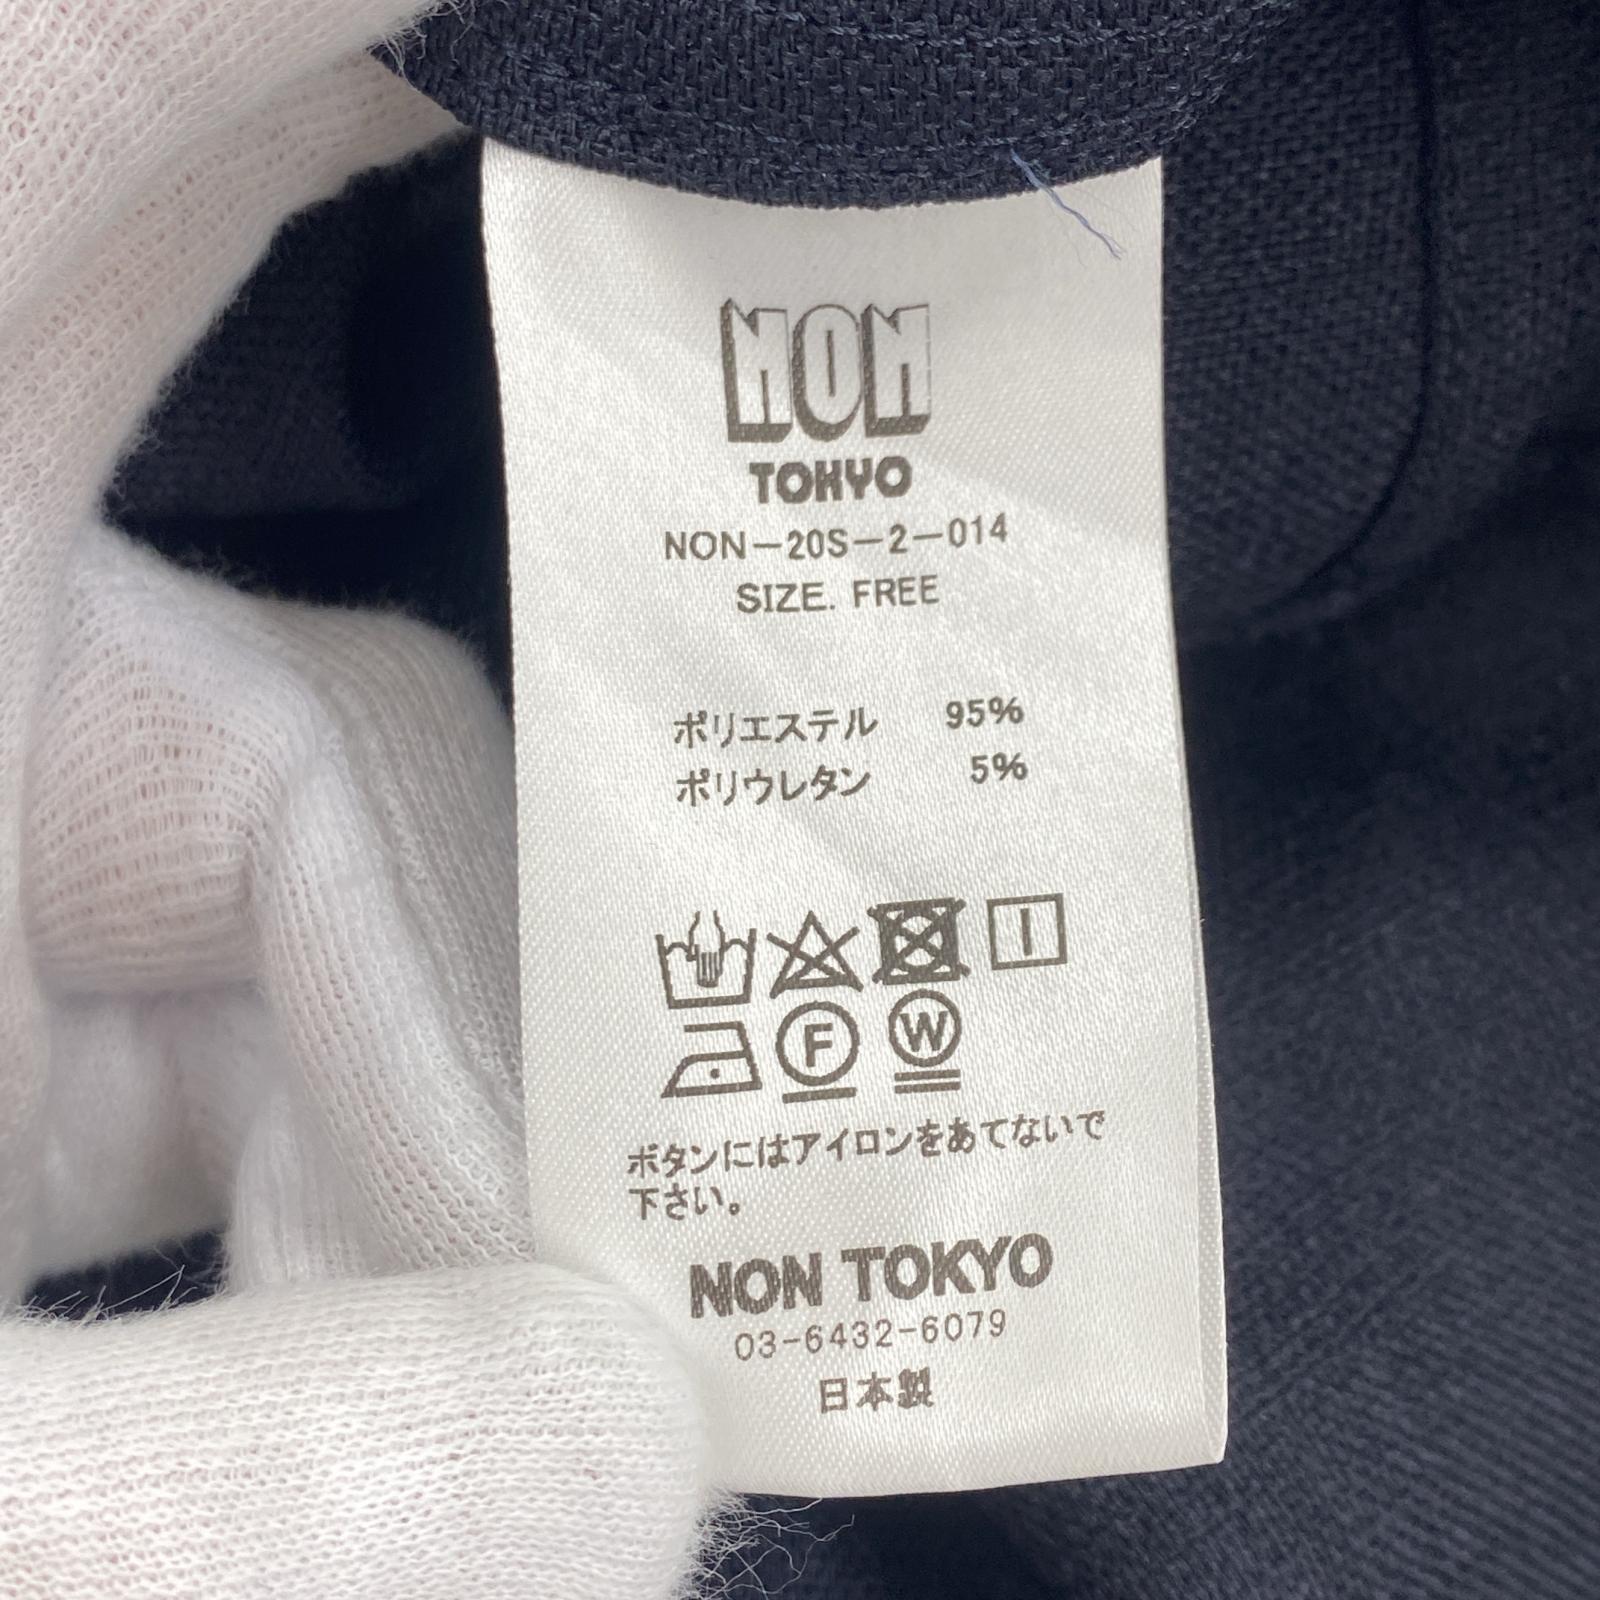 NON
TOKYO
NON-20S-2-014
SIZE. FREE
ポリエステル 95%
ポリウレタン 5%
F W
ボタンにはアイロンをあてないで
下さい。
NON TOKYO
03-6432-6079
日本製